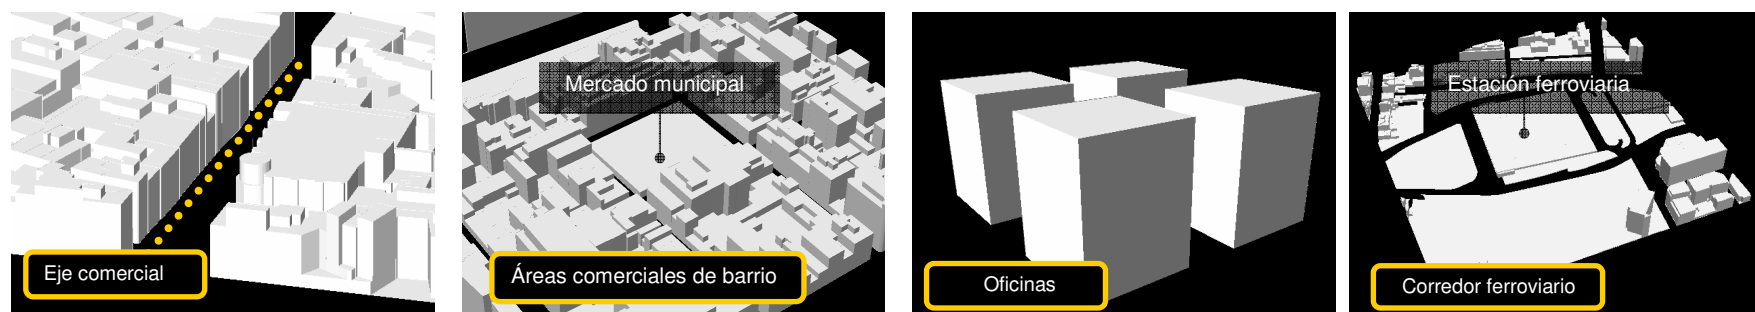 Eje comercial
Mercado municipal
Áreas comerciales de barrio
Oficinas
Estación ferroviaria
Corredor ferroviario